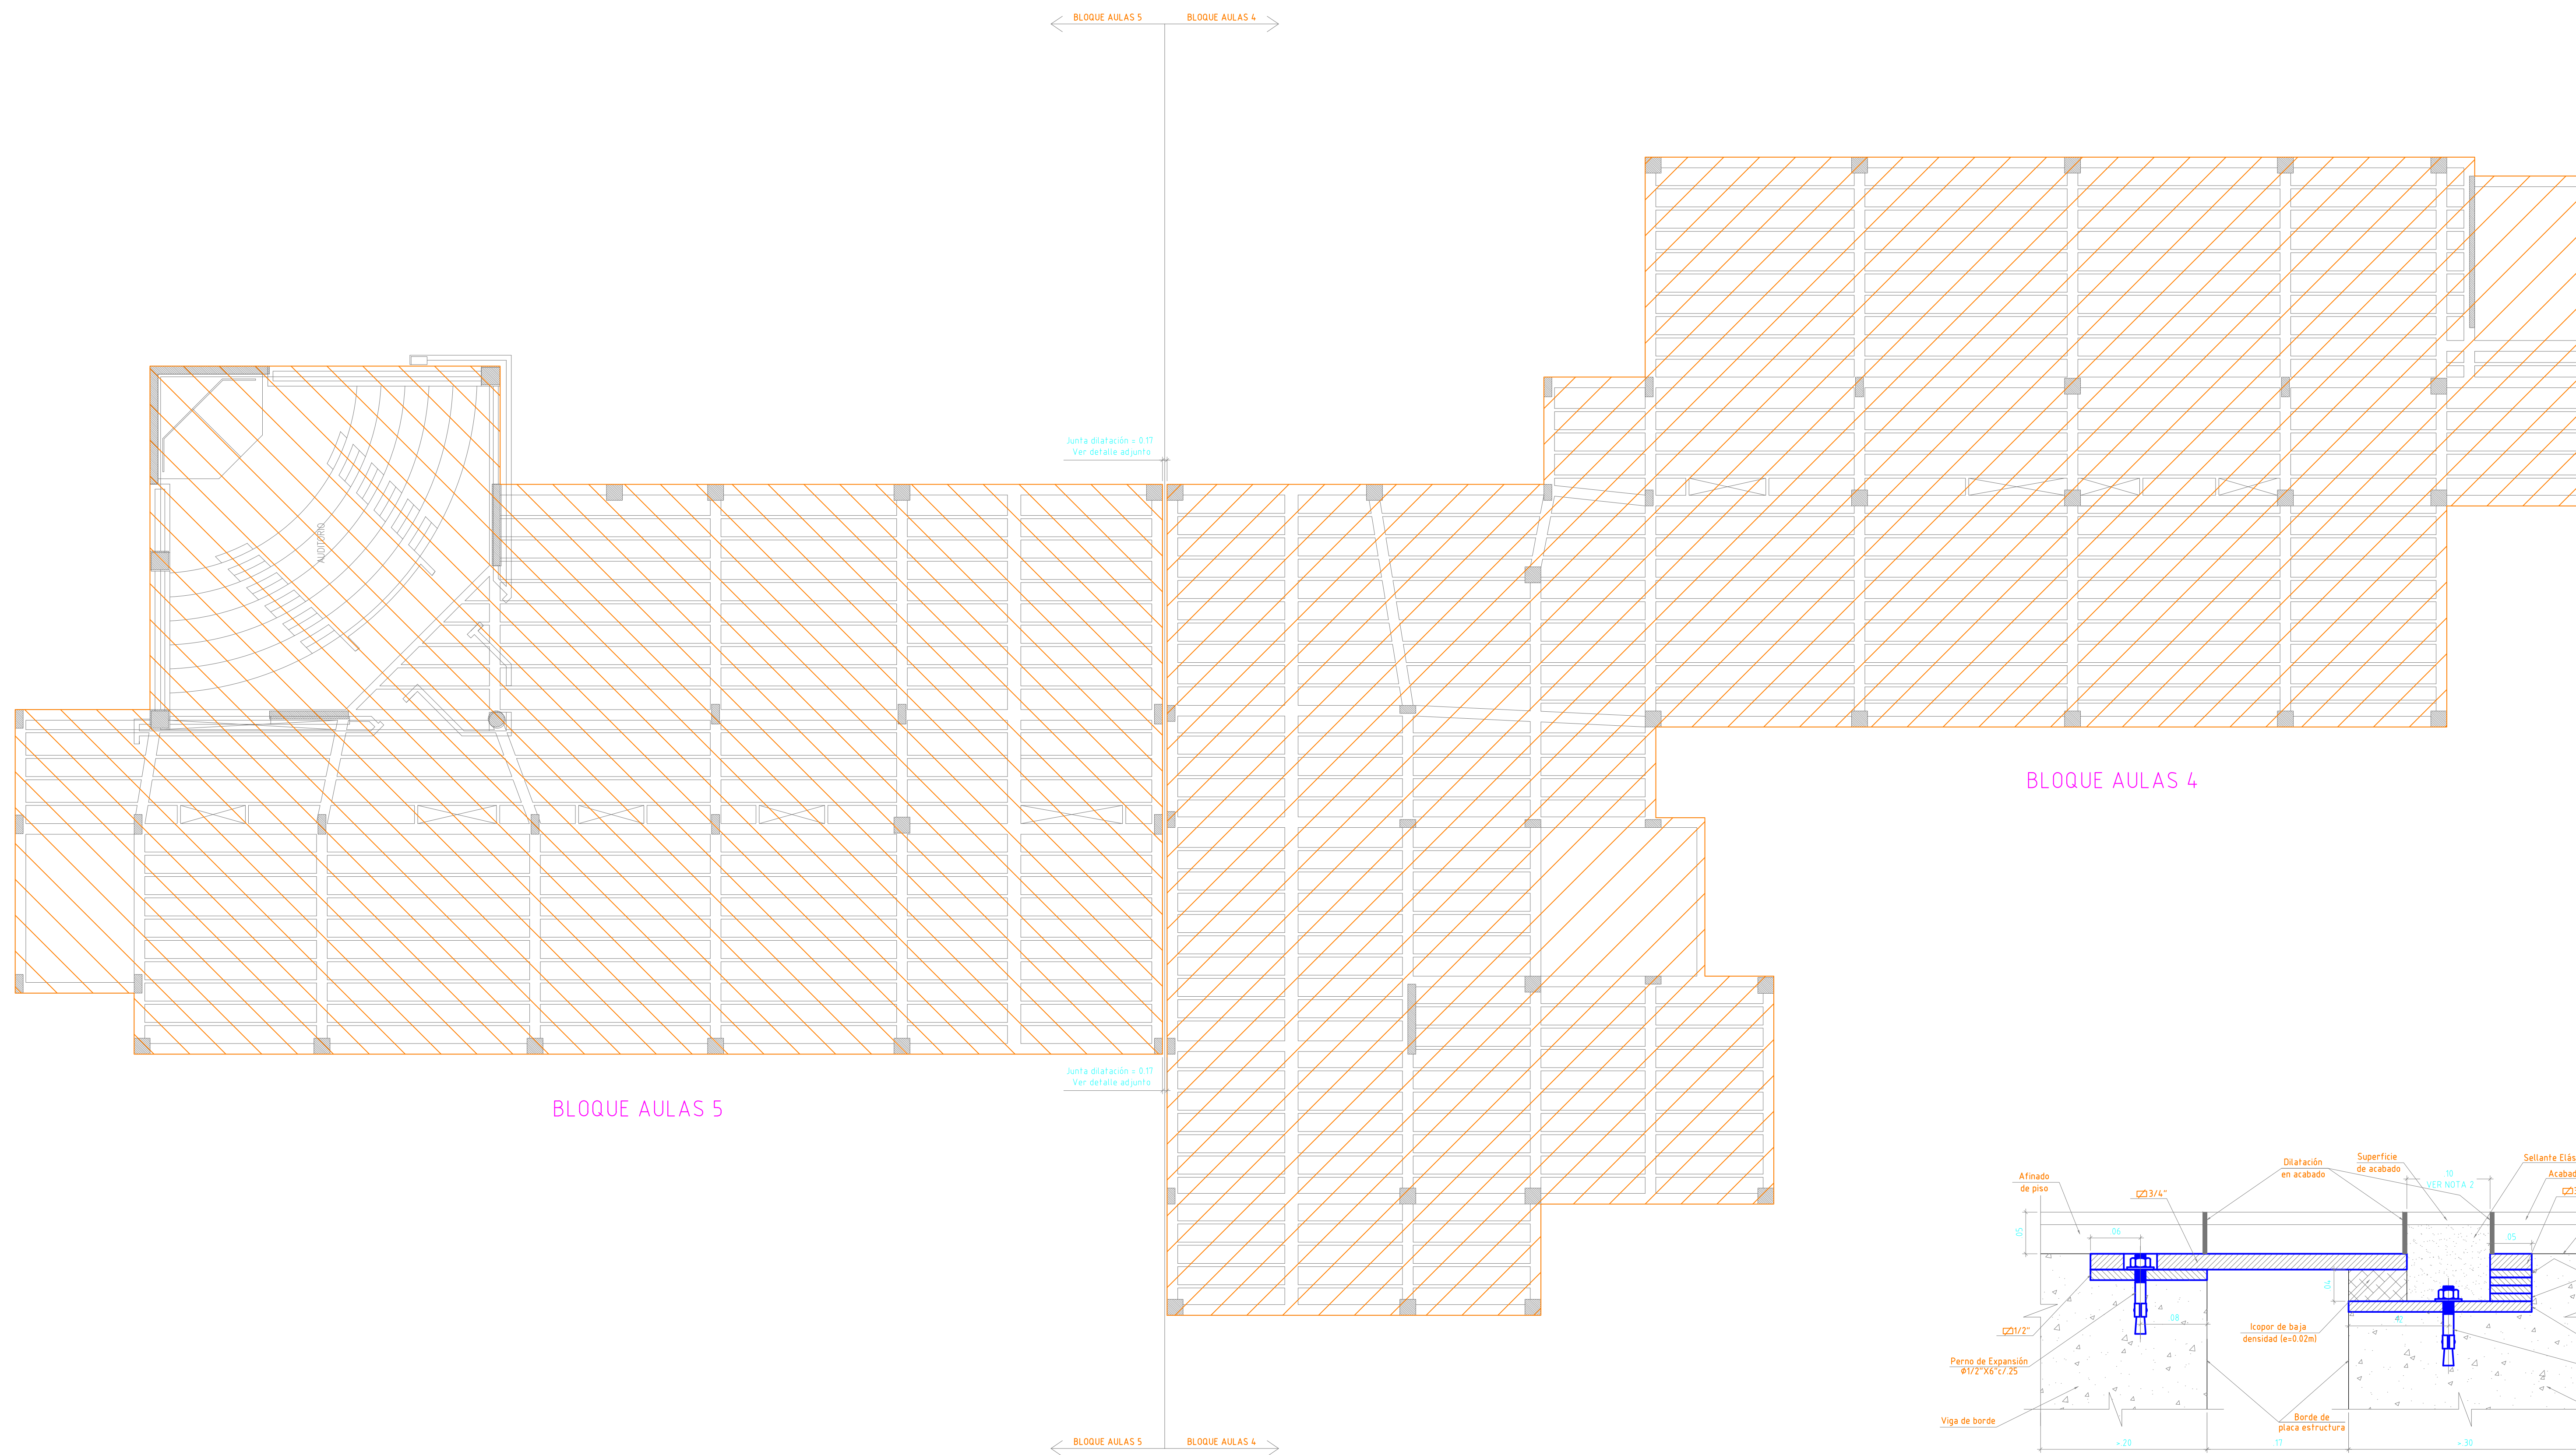 BLOQUE AULAS 5
BLOQUE AULAS 4
Junta dilatación = 0.17
Ver detalle adjunto
AUDITORIO
BLOQUE AULAS 4
Junta dilatación = 0.17
Ver detalle adjunto
BLOQUE AULAS 5
Afinado
de piso
3/4"
Dilatación
en acabado
Superficie
de acabado
10
VER NOTA 2
Sellante Elás
Acabad
05
06
05
04
08
12
1/2"
Icopor de baja
densidad (e=0.02m)
Perno de Expansión
Ø1/2"X6"c/.25
Viga de borde
Borde de
placa estructura
≈.28
17
≈.30
BLOQUE AULAS 5
BLOQUE AULAS 4